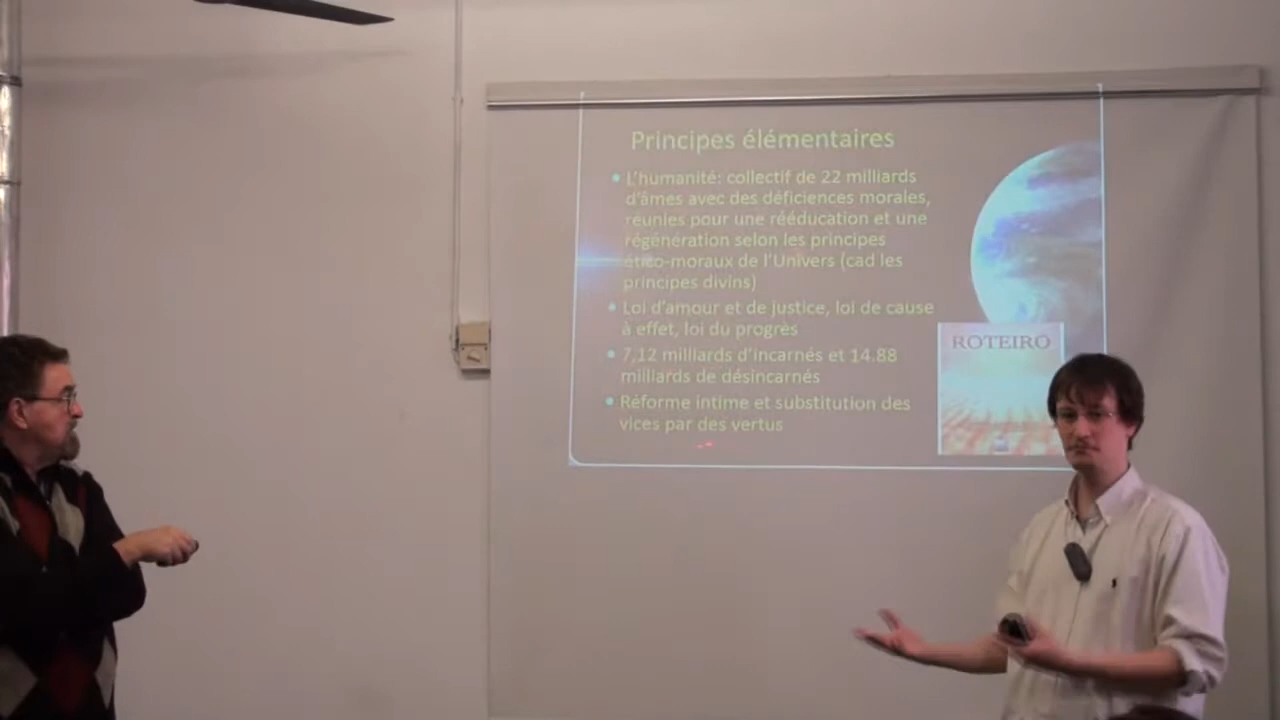 Principes élémentaires
• L'humanité: collectif de 22 milliards
d'âmes avec des déficiences morales,
réunies pour une rééducation et une
régénération selon les principes
ético-moraux de l'Univers (cad les
principes divins)
• Loi d'amour et de justice, loi de cause
à effet, loi du progrès
• 7,12 milliards d'incarnés et 14.88
milliards de désincarnés
• Réforme intime et substitution des
vices par des vertus
ROTEIRO